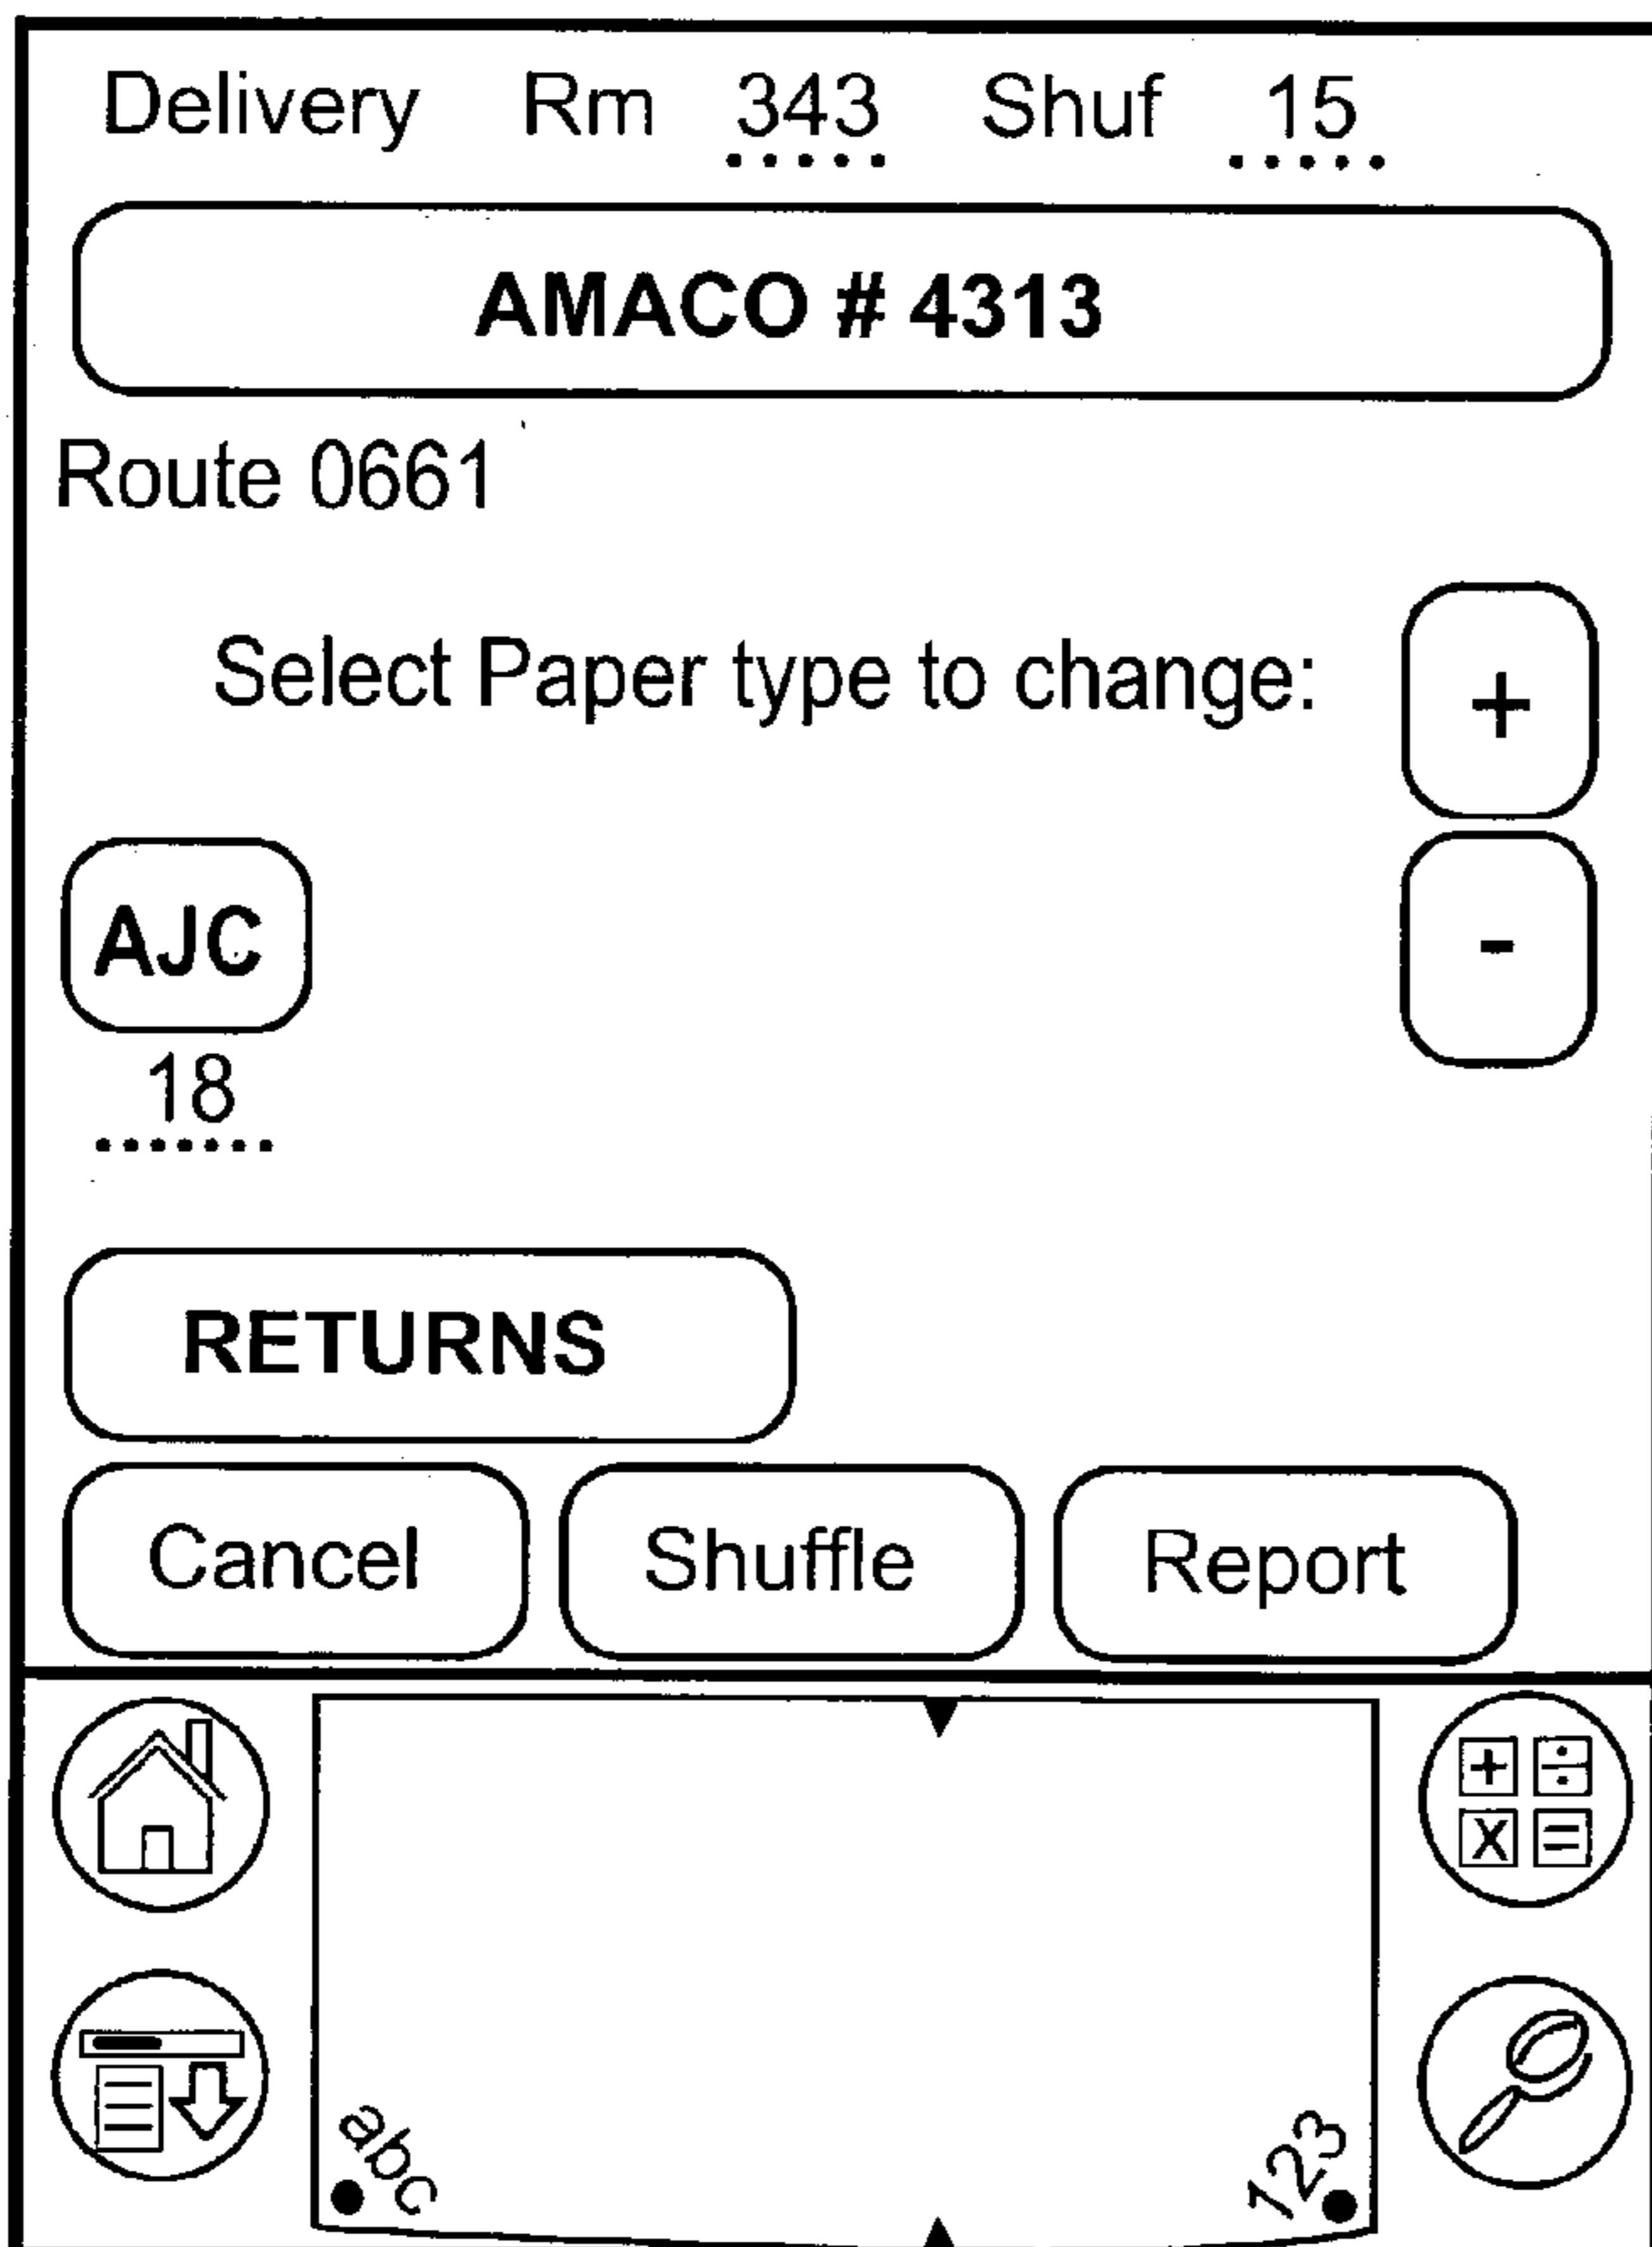 Delivery Rm 343 Shuf 15
AMACO # 4313
Route 0661
Select Paper type to change:
+
-
AJC
18
RETURNS
Cancel Shuffle Report
+ ÷
X =
abc 123